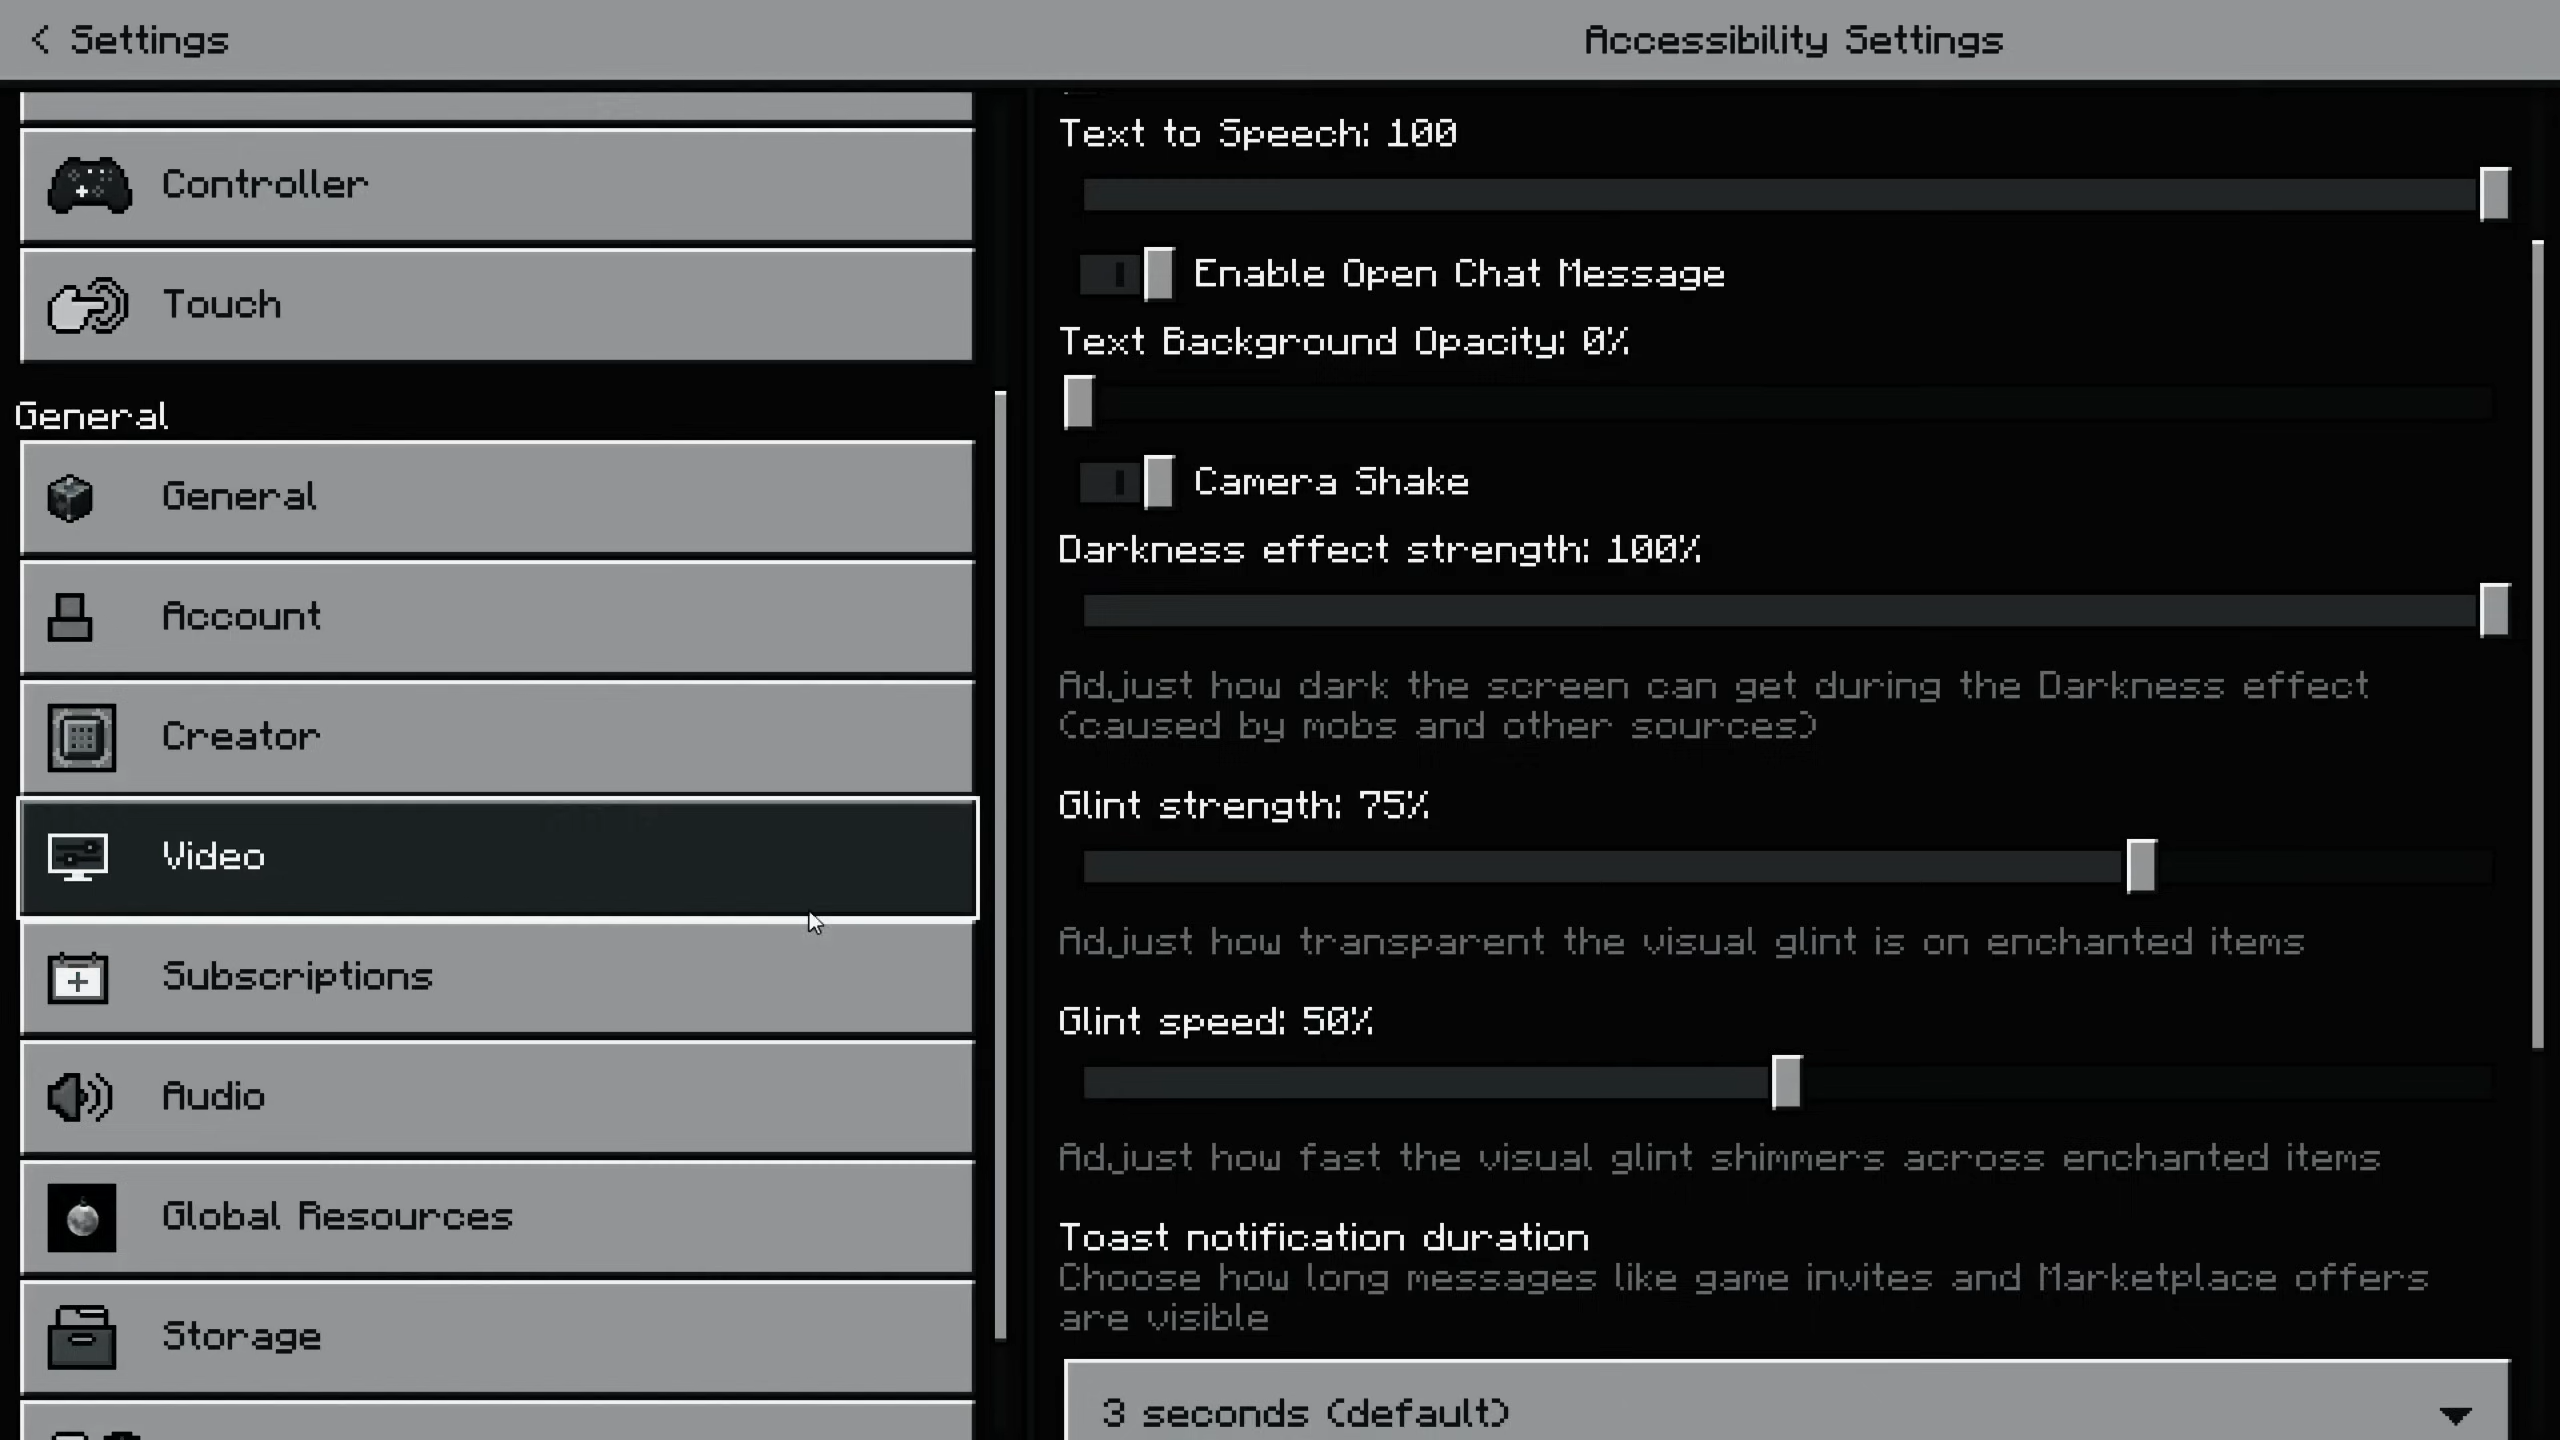 Settings
Accessibility Settings
Controller
Touch
General
General
Account
Creator
Video
Subscriptions
Audio
Global Resources
Storage
Text to Speech: 100
Enable Open Chat Message
Text Background Opacity: 0%
Camera Shake
Darkness effect strength: 100%
Adjust how dark the screen can get during the Darkness effect
(caused by mobs and other sources)
Glint strength: 75%
Adjust how transparent the visual glint is on enchanted items
Glint speed: 50%
Adjust how fast the visual glint shimmers across enchanted items
Toast notification duration
Choose how long messages like game invites and Marketplace offers
are visible
3 seconds (default)